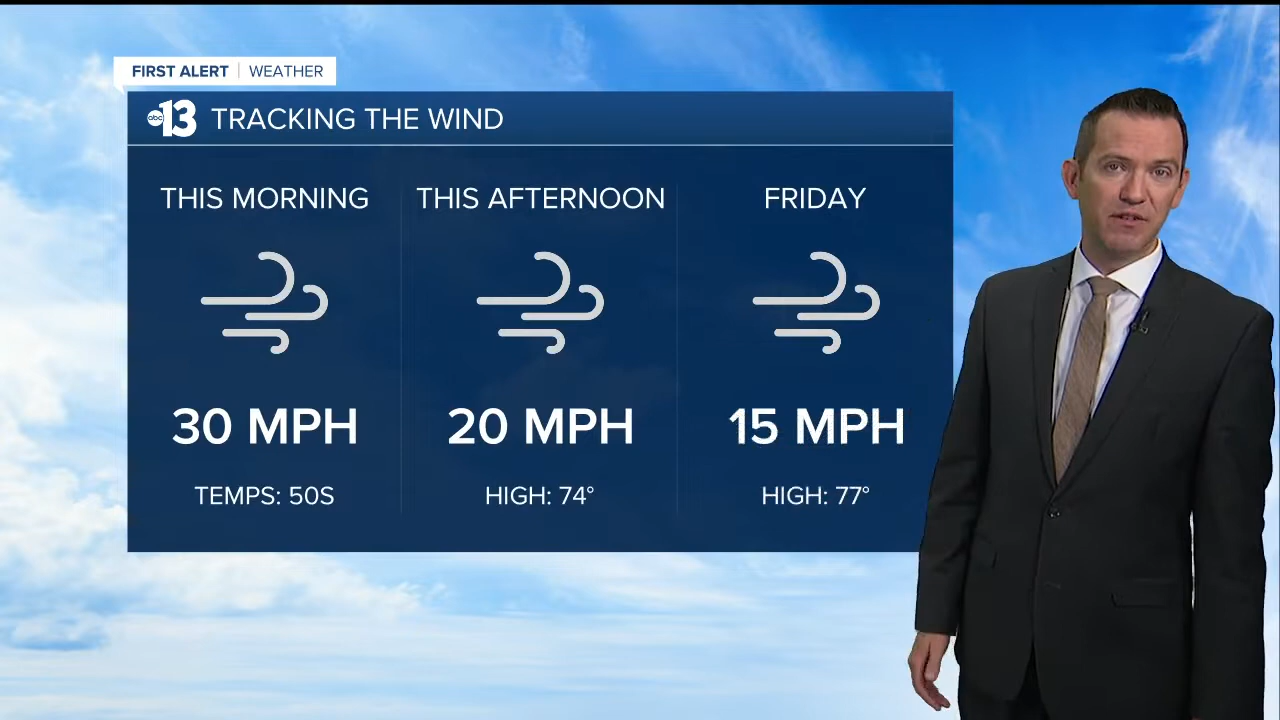 FIRST ALERT | WEATHER
abc 13 TRACKING THE WIND
THIS MORNING
THIS AFTERNOON
FRIDAY
30 MPH
20 MPH
15 MPH
TEMPS: 50S
HIGH: 74°
HIGH: 77°